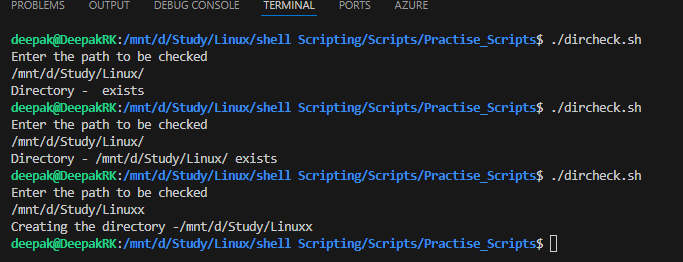 PROBLEMS OUTPUT DEBUG CONSOLE TERMINAL PORTS AZURE
deepak@DeepakRK:/mnt/d/Study/Linux/shell Scripting/Scripts/Practise_Scripts$ ./dircheck.sh
Enter the path to be checked
/mnt/d/Study/Linux/
Directory -  exists
deepak@DeepakRK:/mnt/d/Study/Linux/shell Scripting/Scripts/Practise_Scripts$ ./dircheck.sh
Enter the path to be checked
/mnt/d/Study/Linux/
Directory - /mnt/d/Study/Linux/ exists
deepak@DeepakRK:/mnt/d/Study/Linux/shell Scripting/Scripts/Practise_Scripts$ ./dircheck.sh
Enter the path to be checked
/mnt/d/Study/Linuxx
Creating the directory -/mnt/d/Study/Linuxx
deepak@DeepakRK:/mnt/d/Study/Linux/shell Scripting/Scripts/Practise_Scripts$